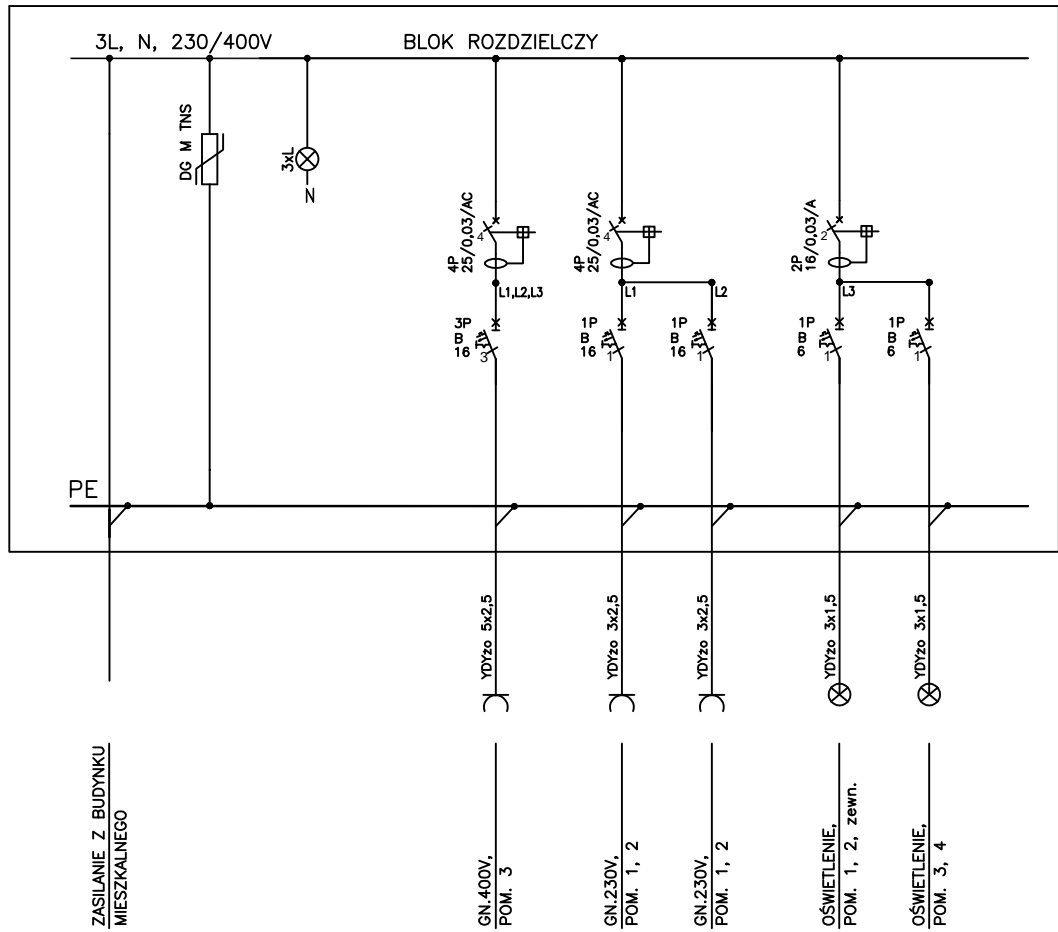 3L, N, 230/400V
BLOK ROZDZIELCZY
DG M TNS
3xL
N
4P
25/0,03/AC
4
4P
25/0,03/AC
4
2P
16/0,03/A
2
L1,L2,L3
L1
L2
L3
3P
B
16
3
1P
B
16
1
1P
B
16
1
1P
B
6
1
1P
B
6
1
PE
YDYżo 5x2,5
YDYżo 3x2,5
YDYżo 3x2,5
YDYżo 3x1,5
YDYżo 3x1,5
ZASILANIE Z BUDYNKU
MIESZKALNEGO
GN.400V,
POM. 3
GN.230V,
POM. 1, 2
GN.230V,
POM. 1, 2
OŚWIETLENIE,
POM. 1, 2, zewn.
OŚWIETLENIE,
POM. 3, 4